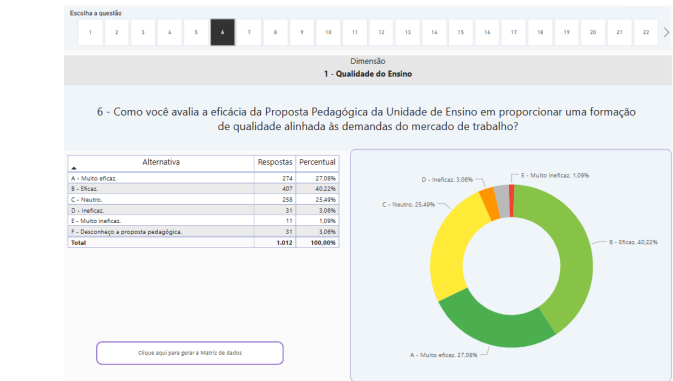 Escolha a questão
1 2 3 4 5 6 7 8 9 10 11 12 13 14 15 16 17 18 19 20 21 22
Dimensão
1 - Qualidade do Ensino
6 - Como você avalia a eficácia da Proposta Pedagógica da Unidade de Ensino em proporcionar uma formação
de qualidade alinhada às demandas do mercado de trabalho?
Alternativa Respostas Percentual
A - Muito eficaz. 274 27,08%
B - Eficaz. 407 40,22%
C - Neutro. 258 25,49%
D - Ineficaz. 31 3,06%
E - Muito ineficaz. 11 1,09%
F - Desconheço a proposta pedagógica. 31 3,06%
Total 1.012 100,00%
Clique aqui para gerar a Matriz de dados
D - Ineficaz. 3,06%
E - Muito ineficaz. 1,09%
C - Neutro. 25,49%
B - Eficaz. 40,22%
A - Muito eficaz. 27,08%